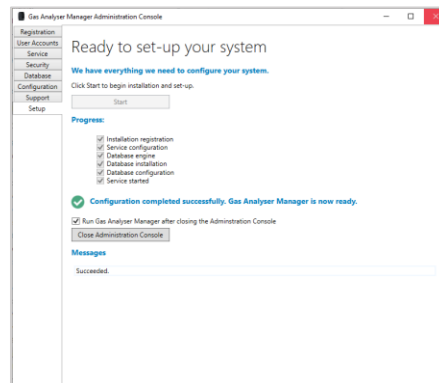 Gas Analyser Manager Administration Console
Registration
User Accounts
Service
Security
Database
Configuration
Support
Setup
Ready to set-up your system
We have everything we need to configure your system.
Click Start to begin installation and set-up.
Start
Progress:
Installation registration
Service configuration
Database engine
Database installation
Database configuration
Service started
Configuration completed successfully. Gas Analyser Manager is now ready.
Run Gas Analyser Manager after closing the Adminstration Console
Close Administration Console
Messages
Succeeded.